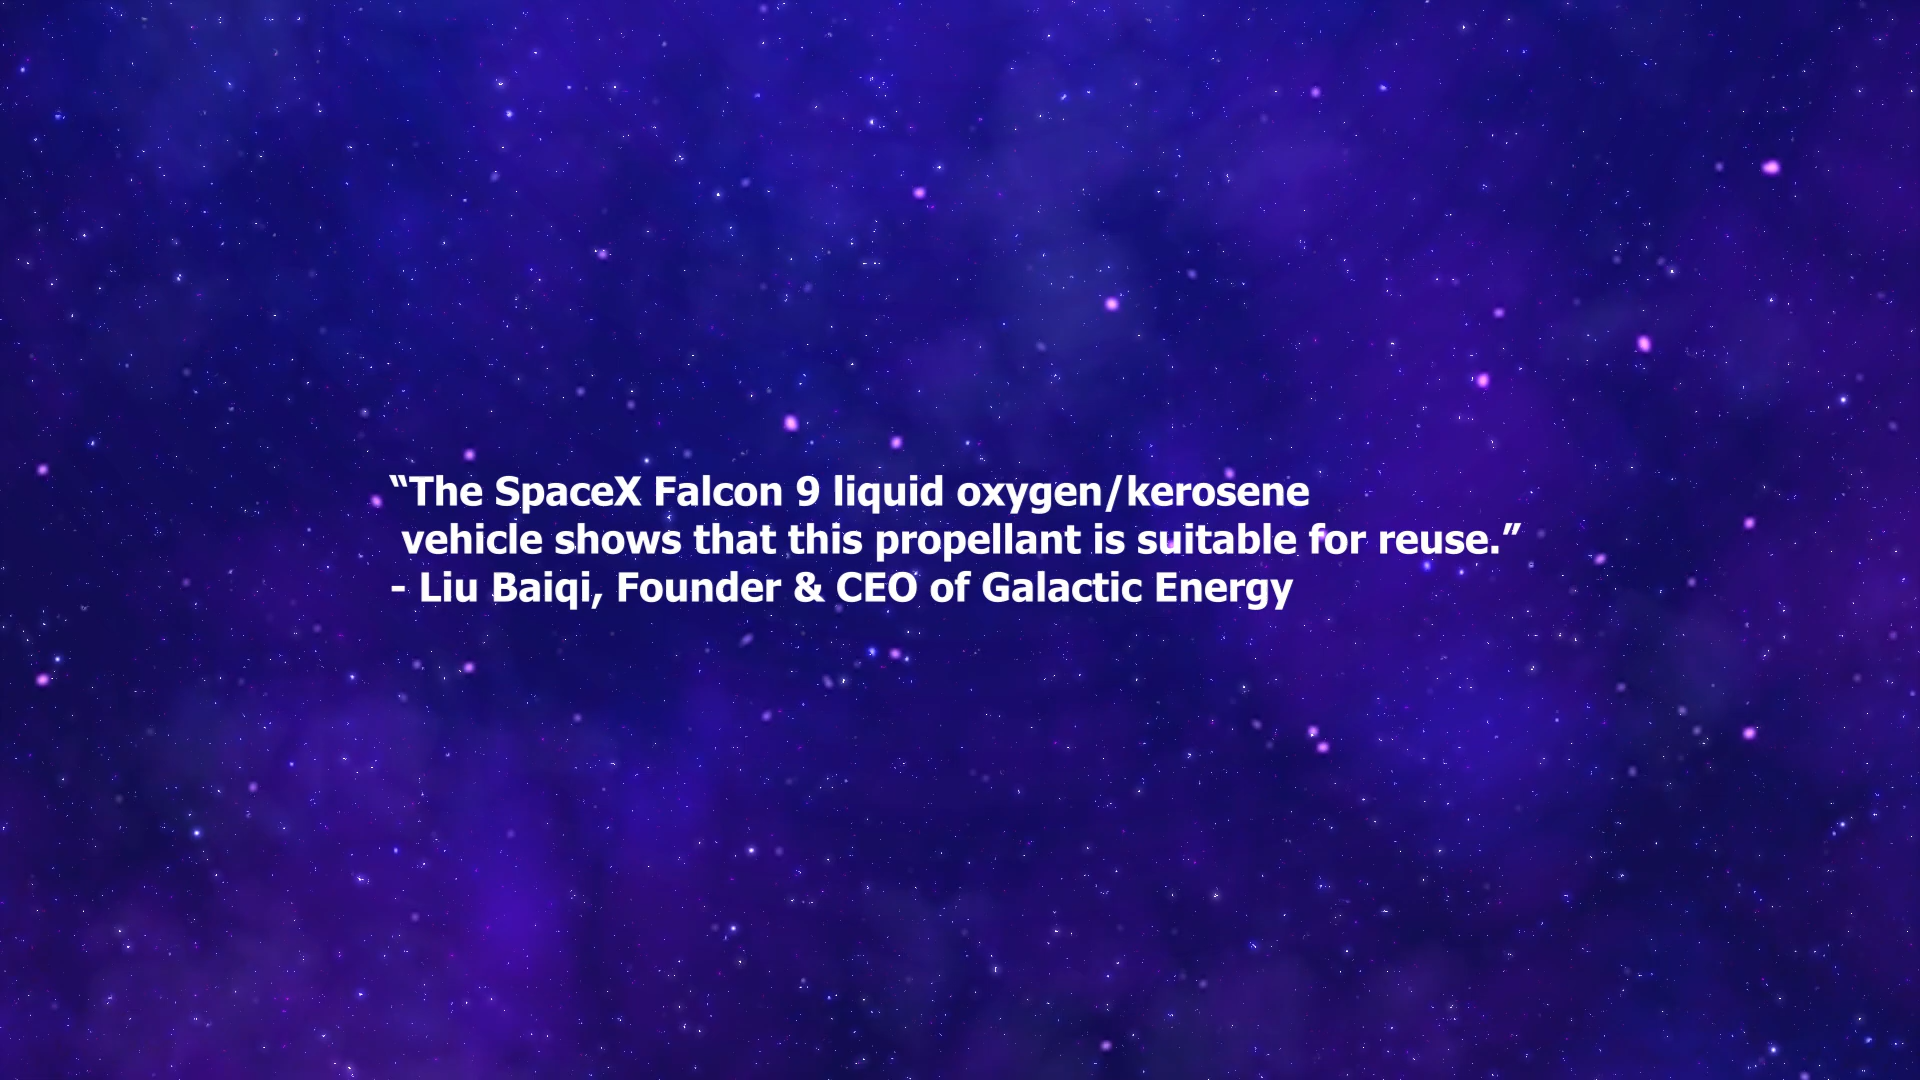 “The SpaceX Falcon 9 liquid oxygen/kerosene
vehicle shows that this propellant is suitable for reuse.”
- Liu Baiqi, Founder & CEO of Galactic Energy